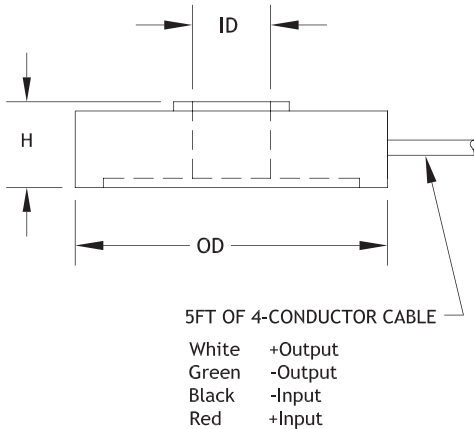 ID
H
OD
5FT OF 4-CONDUCTOR CABLE
White +Output
Green -Output
Black -Input
Red +Input